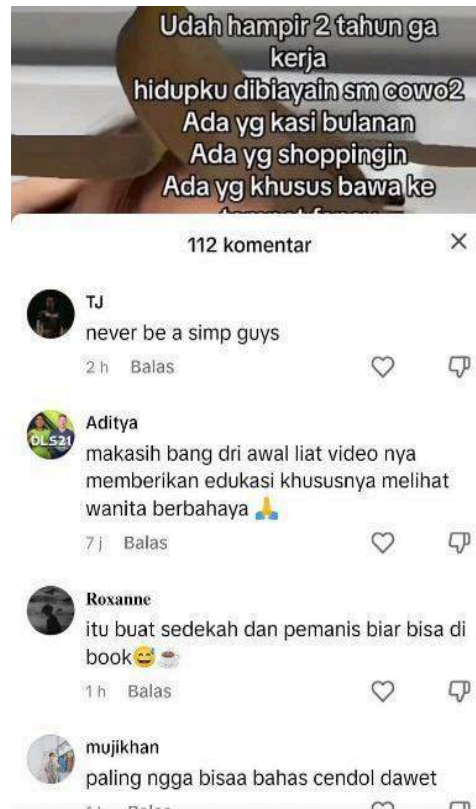 Udah hampir 2 tahun ga
kerja
hidupku dibiayain sm cowo2
Ada yg kasi bulanan
Ada yg shoppingin
Ada yg khusus bawa ke
112 komentar
TJ
never be a simp guys
2 h Balas
OLS21
Aditya
makasih bang dri awal liat video nya
memberikan edukasi khususnya melihat
wanita berbahaya 🙏
7 j Balas
Roxanne
itu buat sedekah dan pemanis biar bisa di
book😅☕
1 h Balas
mujikhan
paling ngga bisaa bahas cendol dawet